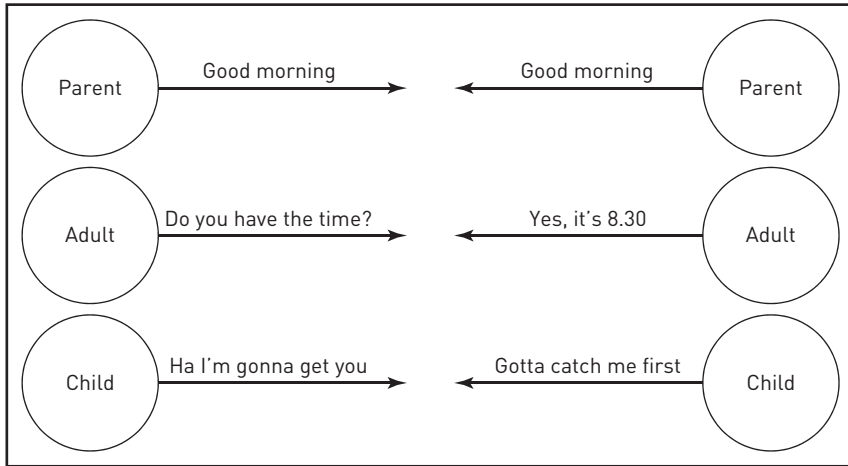 Good morning
Good morning
Parent
Parent
Do you have the time?
Yes, it's 8.30
Adult
Adult
Ha I'm gonna get you
Gotta catch me first
Child
Child